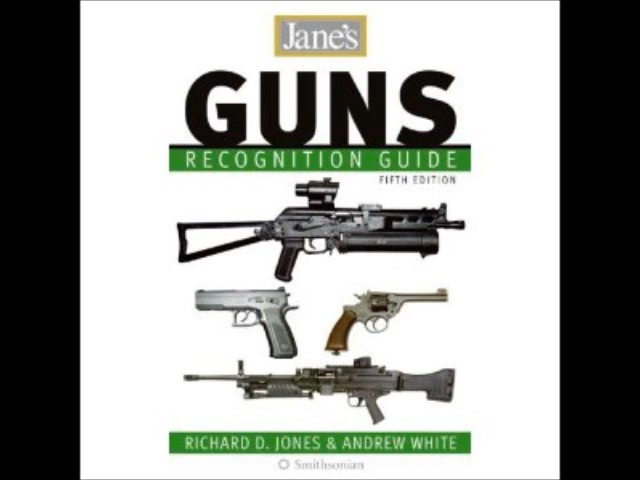 Jane's
GUNS
RECOGNITION GUIDE
FIFTH EDITION
RICHARD D. JONES & ANDREW WHITE
Smithsonian